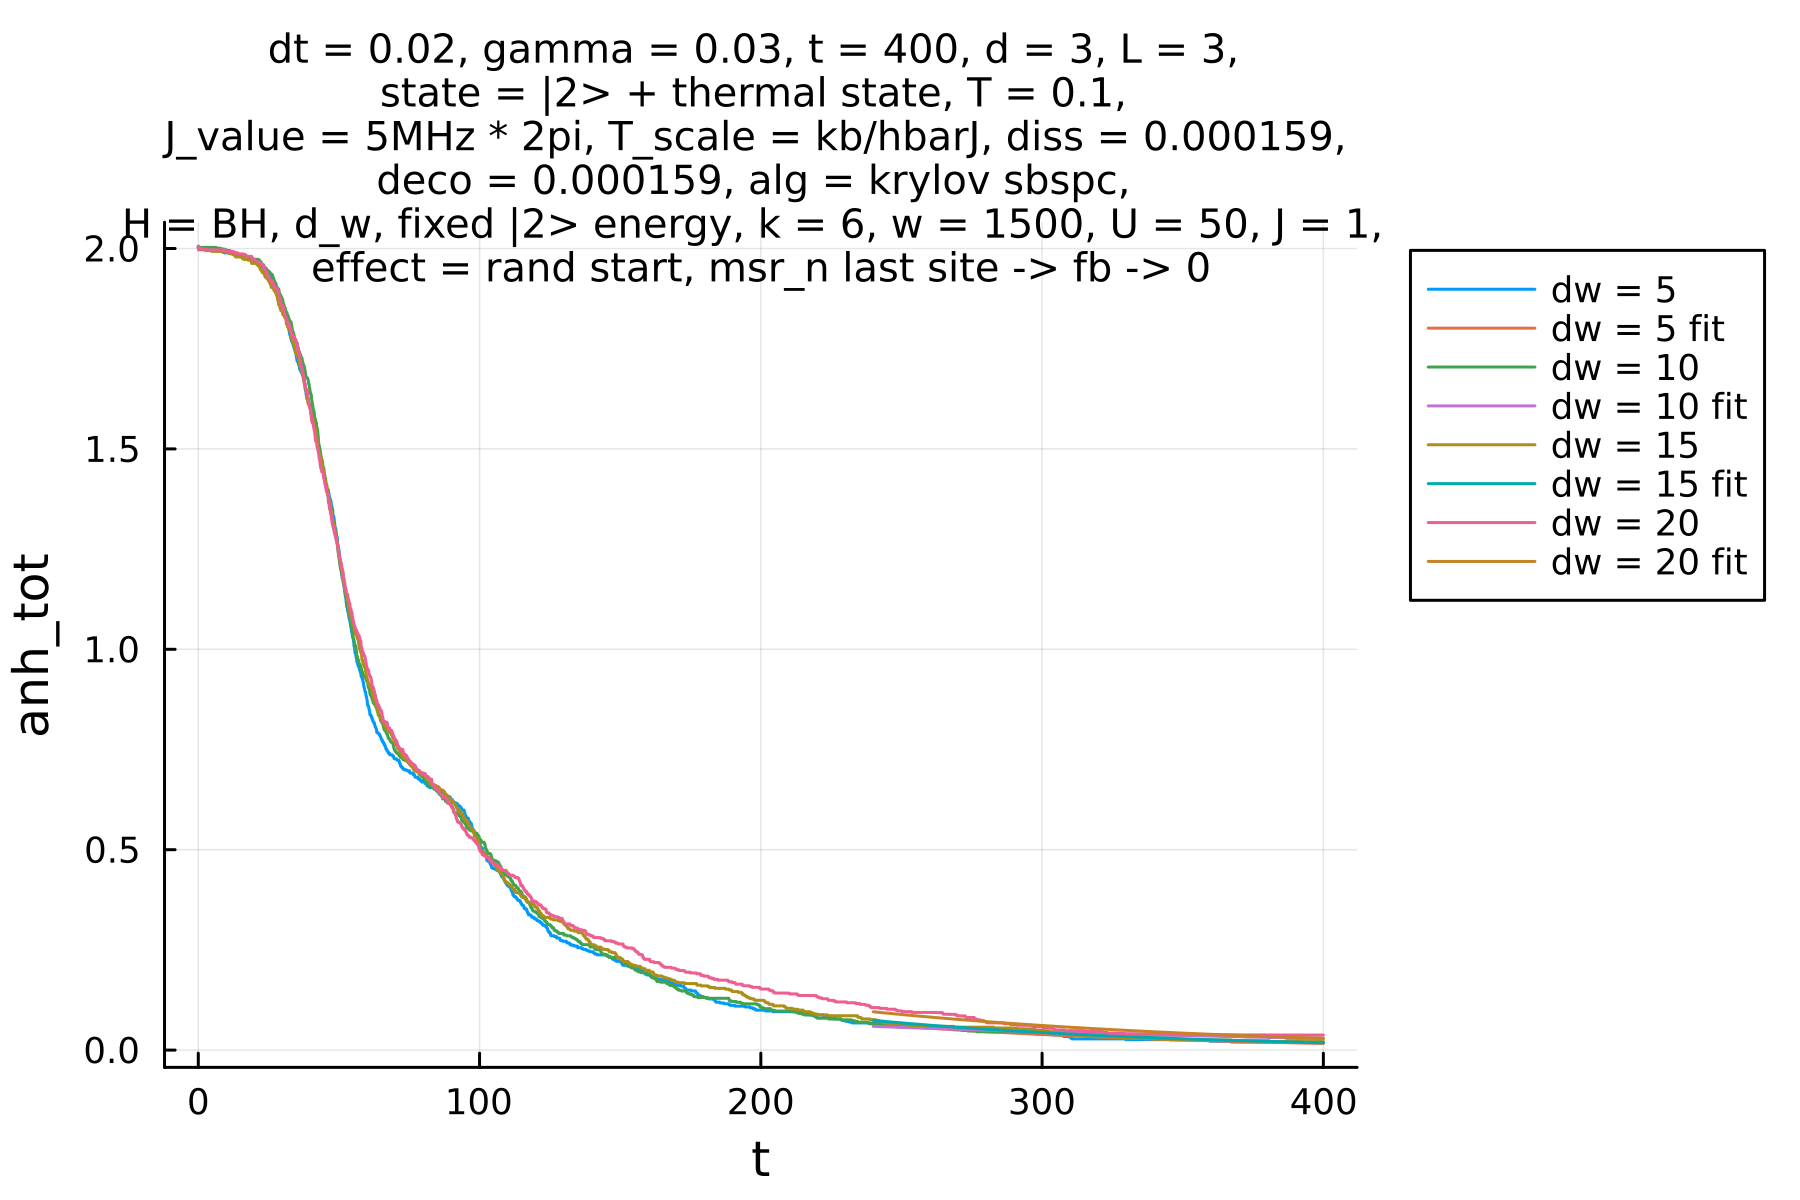 dt = 0.02, gamma = 0.03, t = 400, d = 3, L = 3,
state = |2> + thermal state, T = 0.1,
J_value = 5MHz * 2pi, T_scale = kb/hbarJ, diss = 0.000159,
deco = 0.000159, alg = krylov sbspc,
H = BH, d_w, fixed |2> energy, k = 6, w = 1500, U = 50, J = 1,
effect = rand start, msr_n last site -> fb -> 0
2.0
1.5
1.0
0.5
0.0
anh_tot
0 100 200 300 400
t
dw = 5
dw = 5 fit
dw = 10
dw = 10 fit
dw = 15
dw = 15 fit
dw = 20
dw = 20 fit